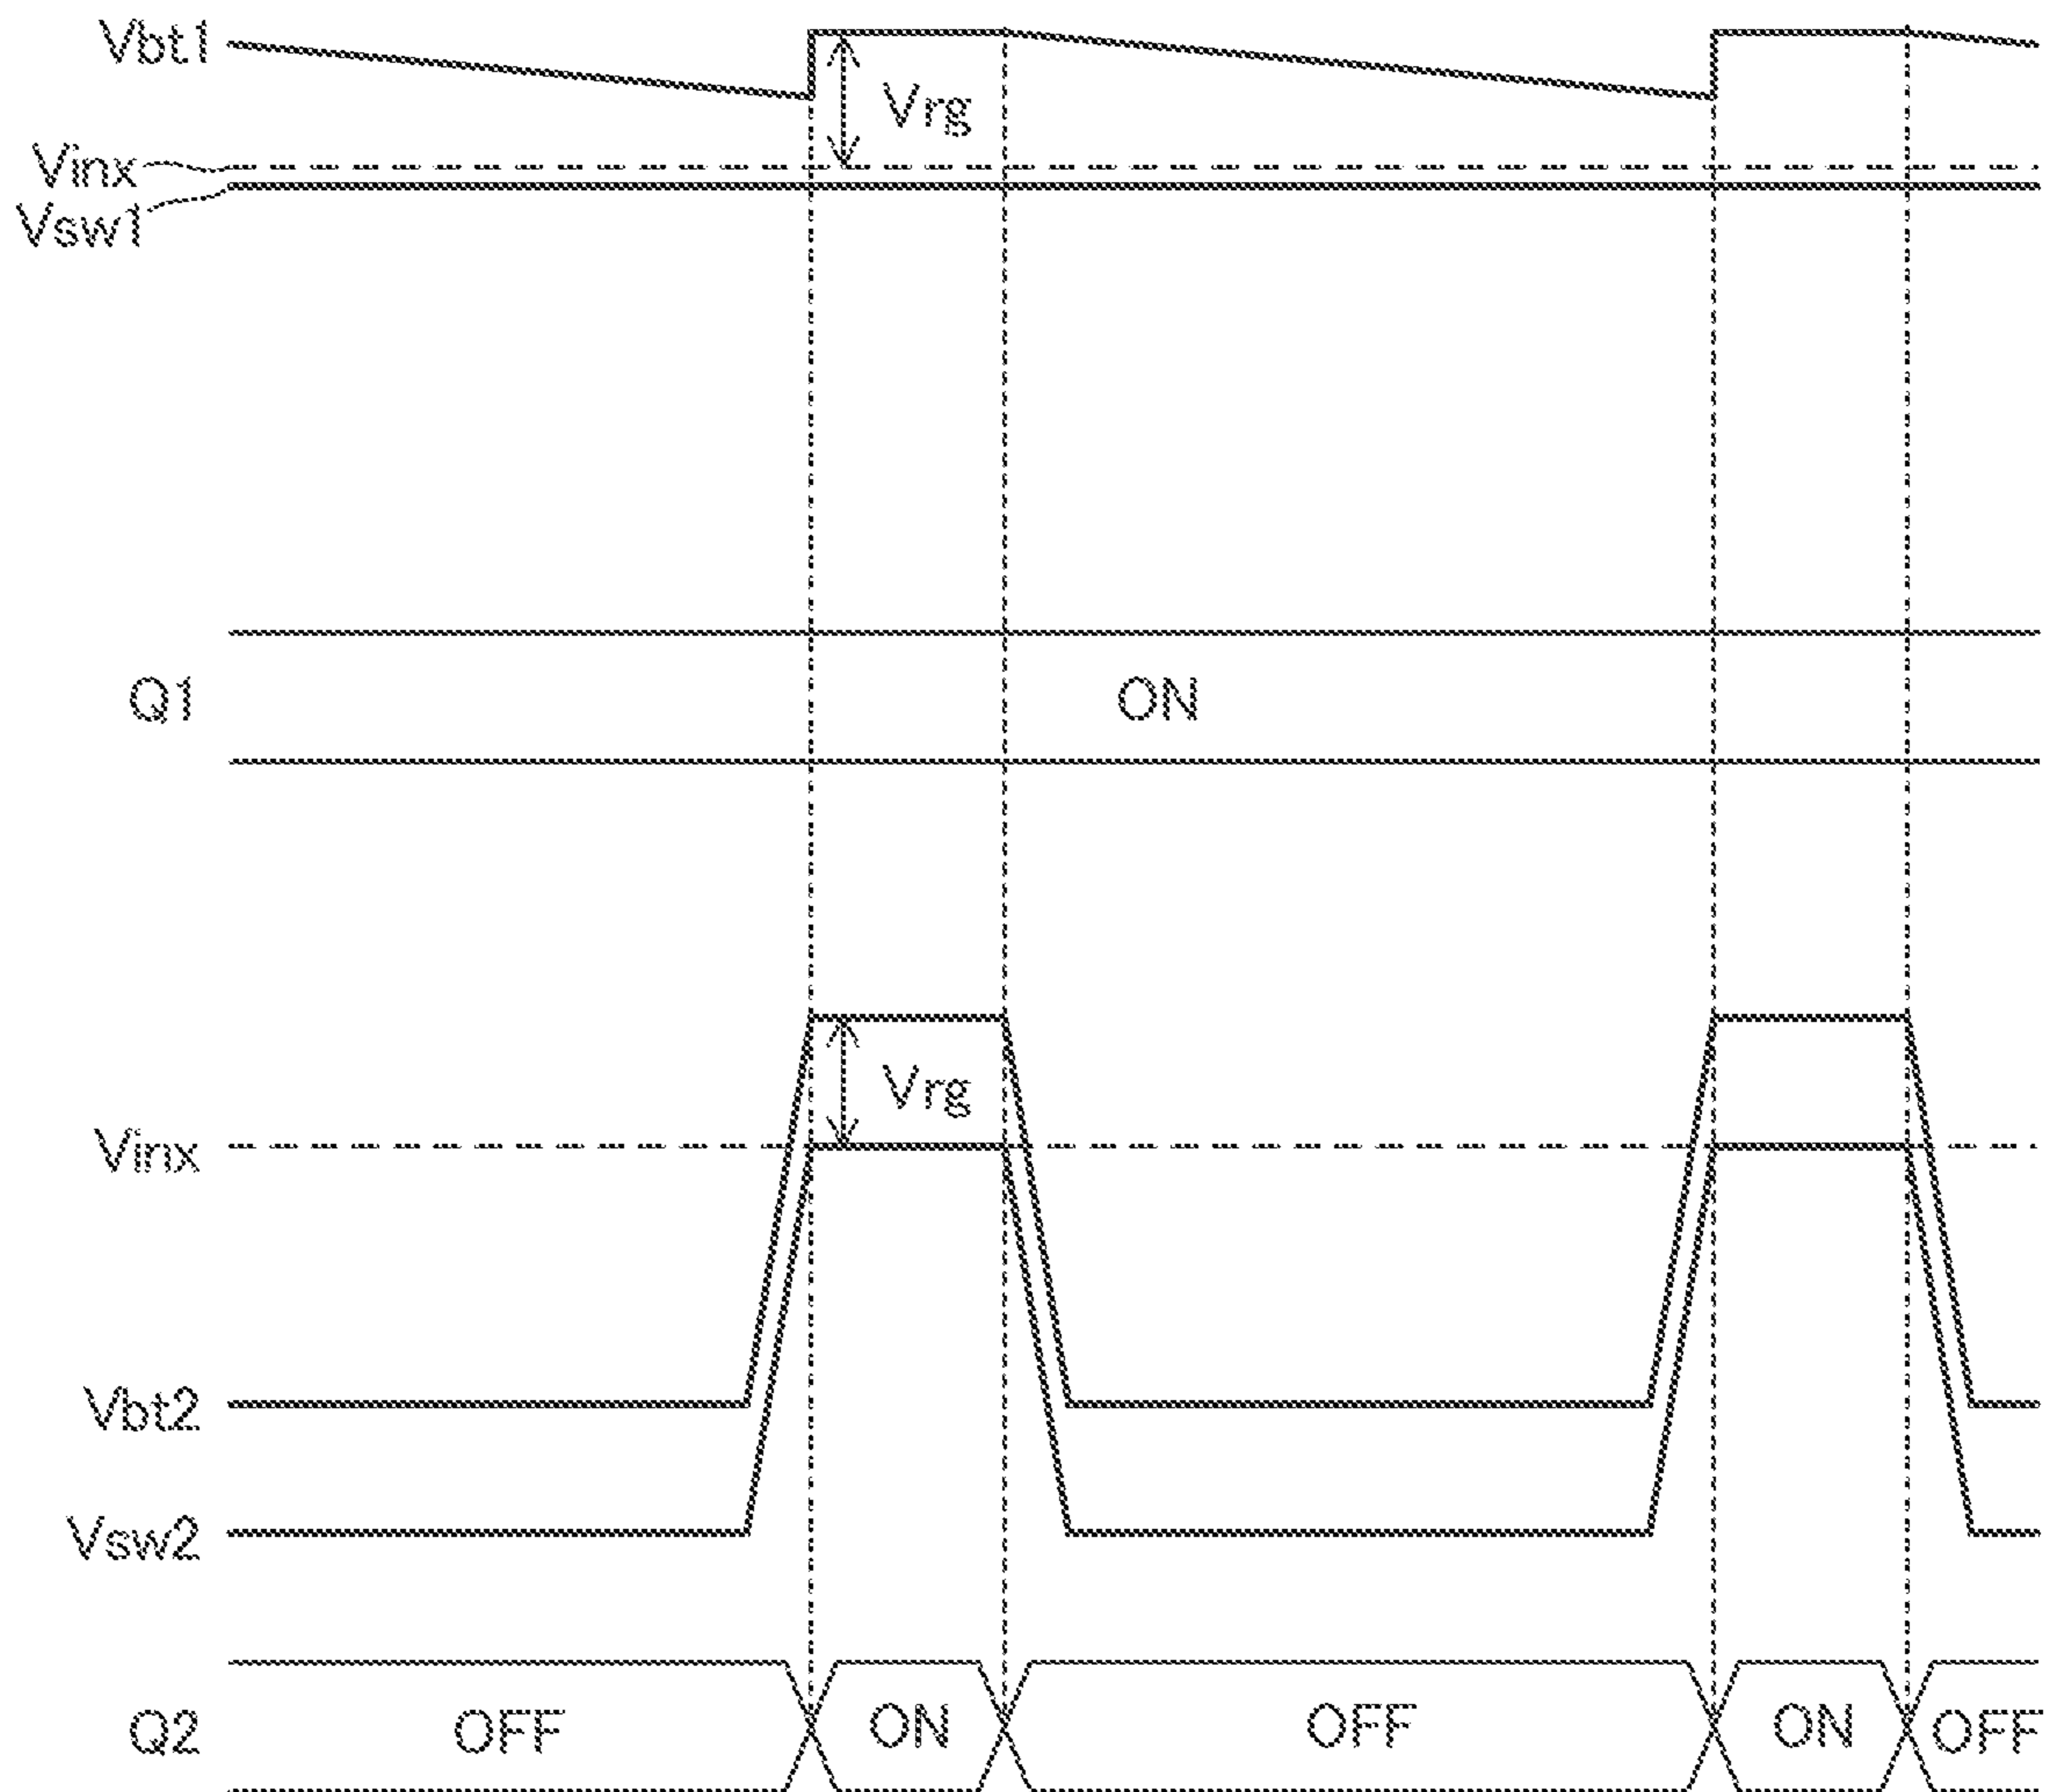 Vbt1
Vrg
Vinx
Vsw1
Q1 ON
Vrg
Vinx
Vbt2
Vsw2
Q2 OFF ON OFF ON OFF